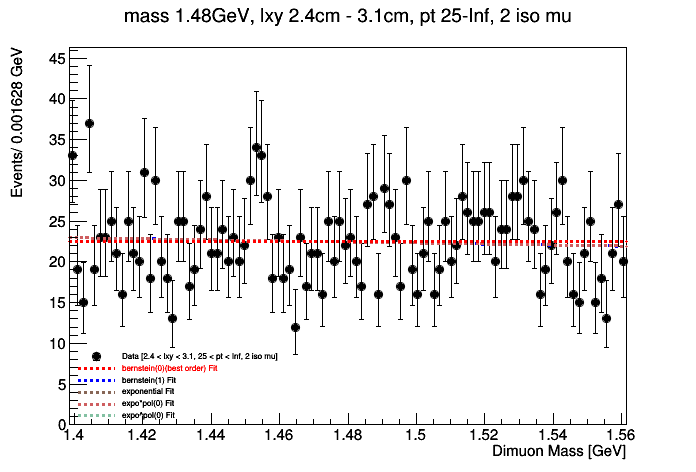 mass 1.48GeV, lxy 2.4cm - 3.1cm, pt 25-Inf, 2 iso mu
Events/ 0.001628 GeV
45
40
35
30
25
20
15
10
5
0
Data [2.4 < lxy < 3.1, 25 < pt < Inf, 2 iso mu]
bernstein(0)(best order) Fit
bernstein(1) Fit
exponential Fit
expo*pol(0) Fit
expo*pol(0) Fit
1.4 1.42 1.44 1.46 1.48 1.5 1.52 1.54 1.56
Dimuon Mass [GeV]